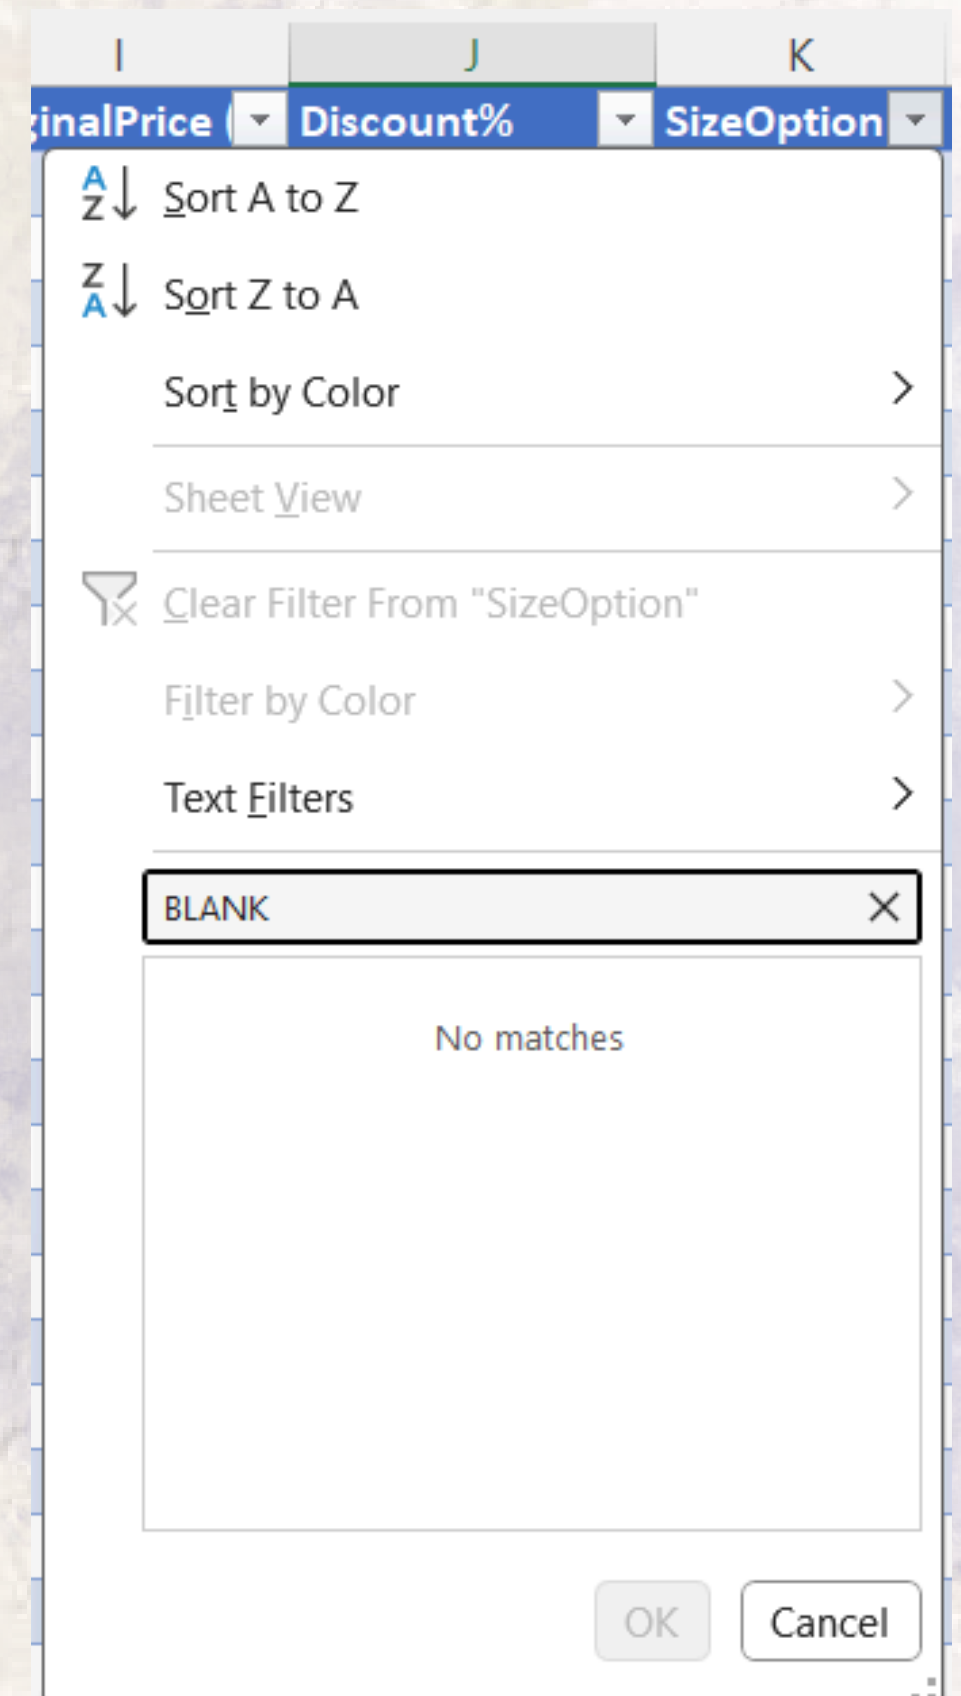 I J K
ginalPrice ( Discount% SizeOption
Sort A to Z
Sort Z to A
Sort by Color
Sheet View
Clear Filter From "SizeOption"
Filter by Color
Text Filters
BLANK
No matches
OK Cancel